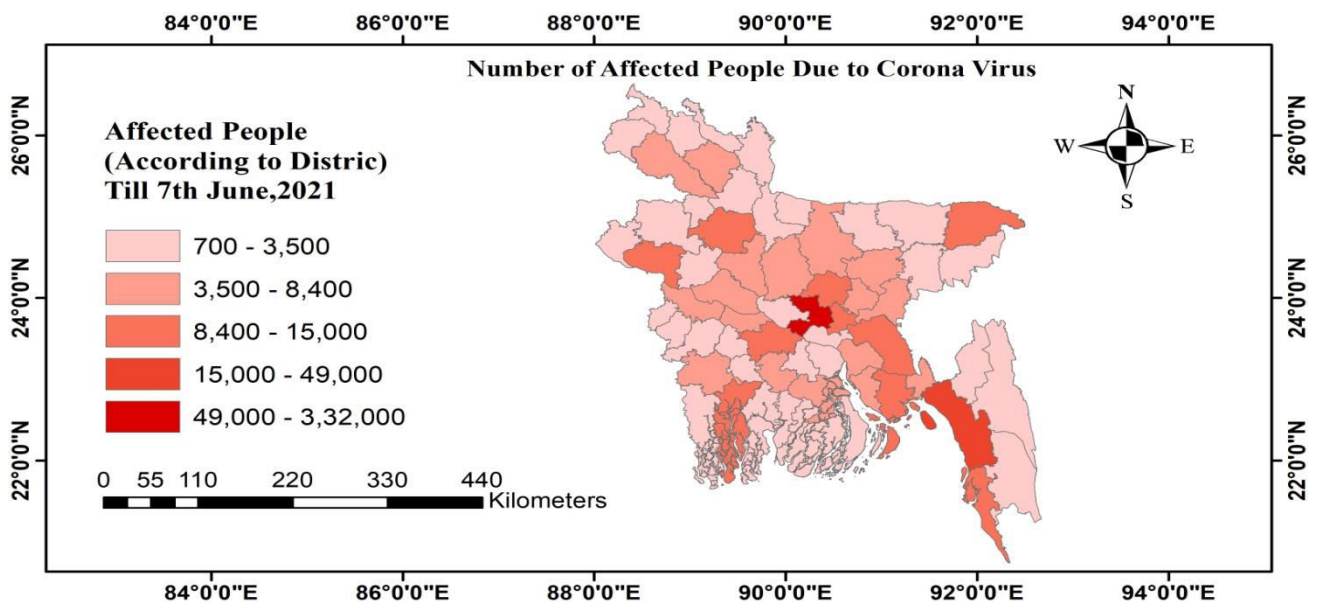 84°0'0"E 86°0'0"E 88°0'0"E 90°0'0"E 92°0'0"E 94°0'0"E
Number of Affected People Due to Corona Virus
N
W E
S
26°0'0"N
24°0'0"N
22°0'0"N
26°0'0"N
24°0'0"N
22°0'0"N
Affected People
(According to Distric)
Till 7th June,2021
700 - 3,500
3,500 - 8,400
8,400 - 15,000
15,000 - 49,000
49,000 - 3,32,000
0 55 110 220 330 440
Kilometers
84°0'0"E 86°0'0"E 88°0'0"E 90°0'0"E 92°0'0"E 94°0'0"E